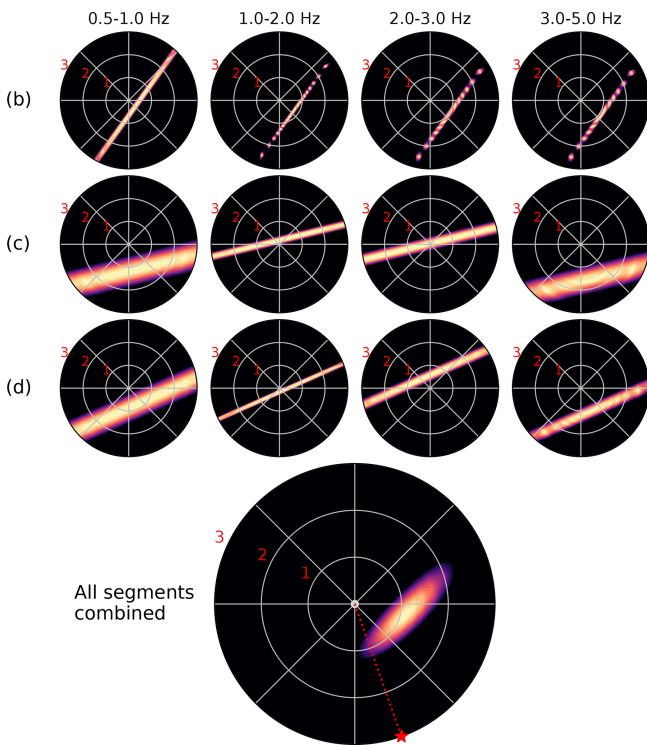 0.5-1.0 Hz 1.0-2.0 Hz 2.0-3.0 Hz 3.0-5.0 Hz
(b) 3 2 1 3 2 1 3 2 1 3 2 1
(c) 3 2 1 3 2 1 3 2 1 3 2 1
(d) 3 2 1 3 2 1 3 2 1 3 2 1
3
2
1
All segments
combined